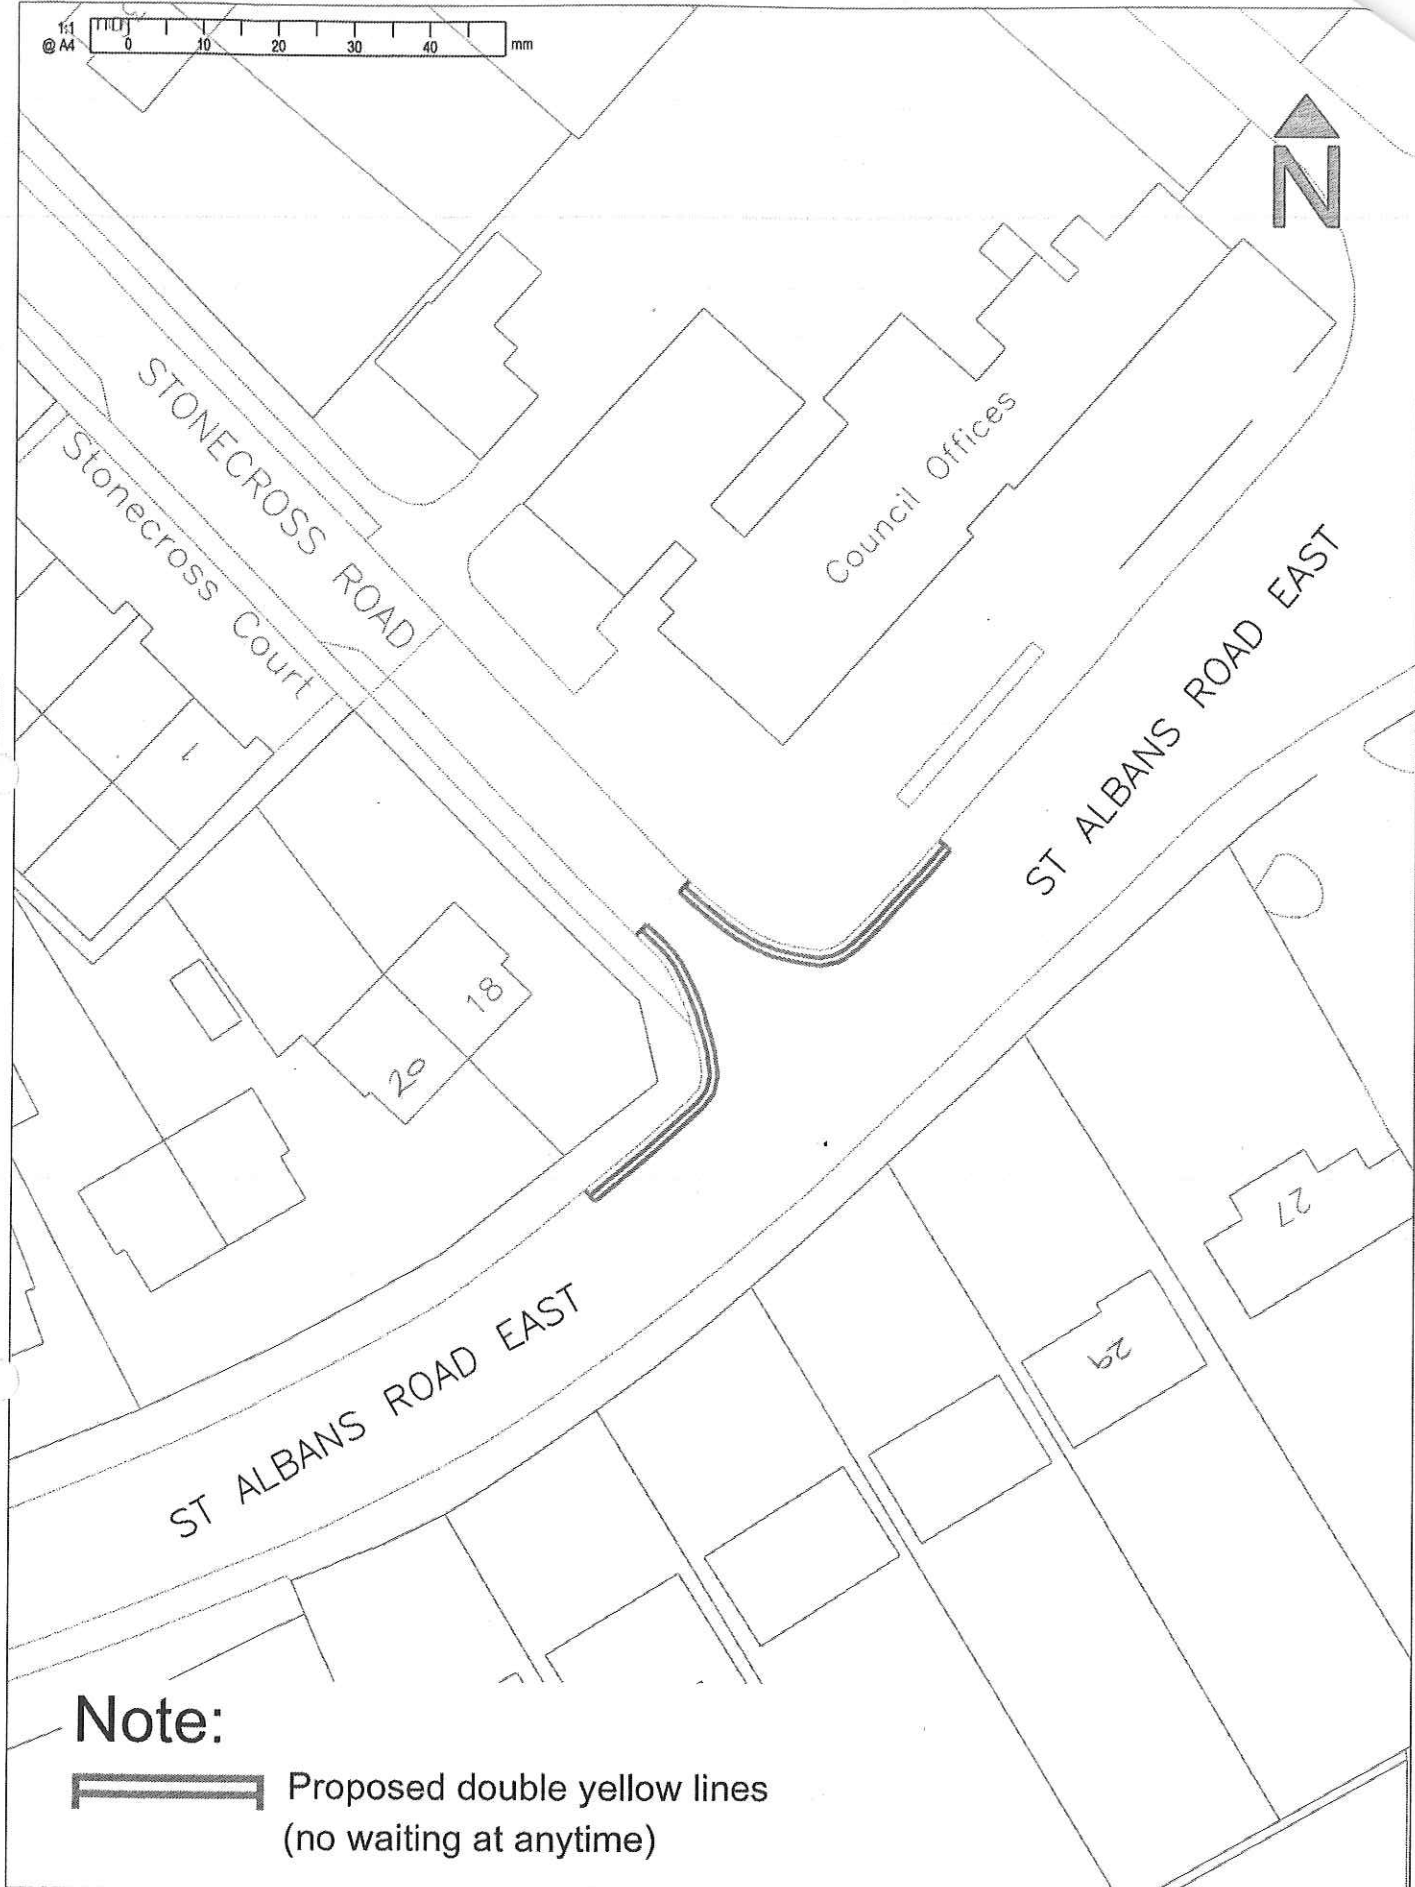 1:1
@ A4
0 10 20 30 40 mm
N
STONECROSS ROAD
Stonecross Court
Council Offices
ST ALBANS ROAD EAST
1
18
20
27
29
ST ALBANS ROAD EAST
Note:
Proposed double yellow lines
(no waiting at anytime)